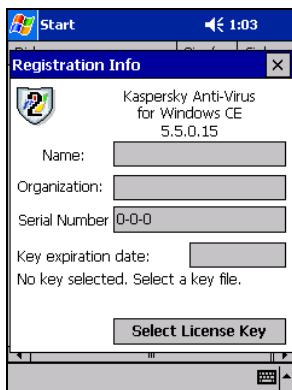 Start 1:03
Registration Info
Kaspersky Anti-Virus
for Windows CE
5.5.0.15
Name:
Organization:
Serial Number 0-0-0
Key expiration
date:
No key selected. Select a key file.
Select License Key